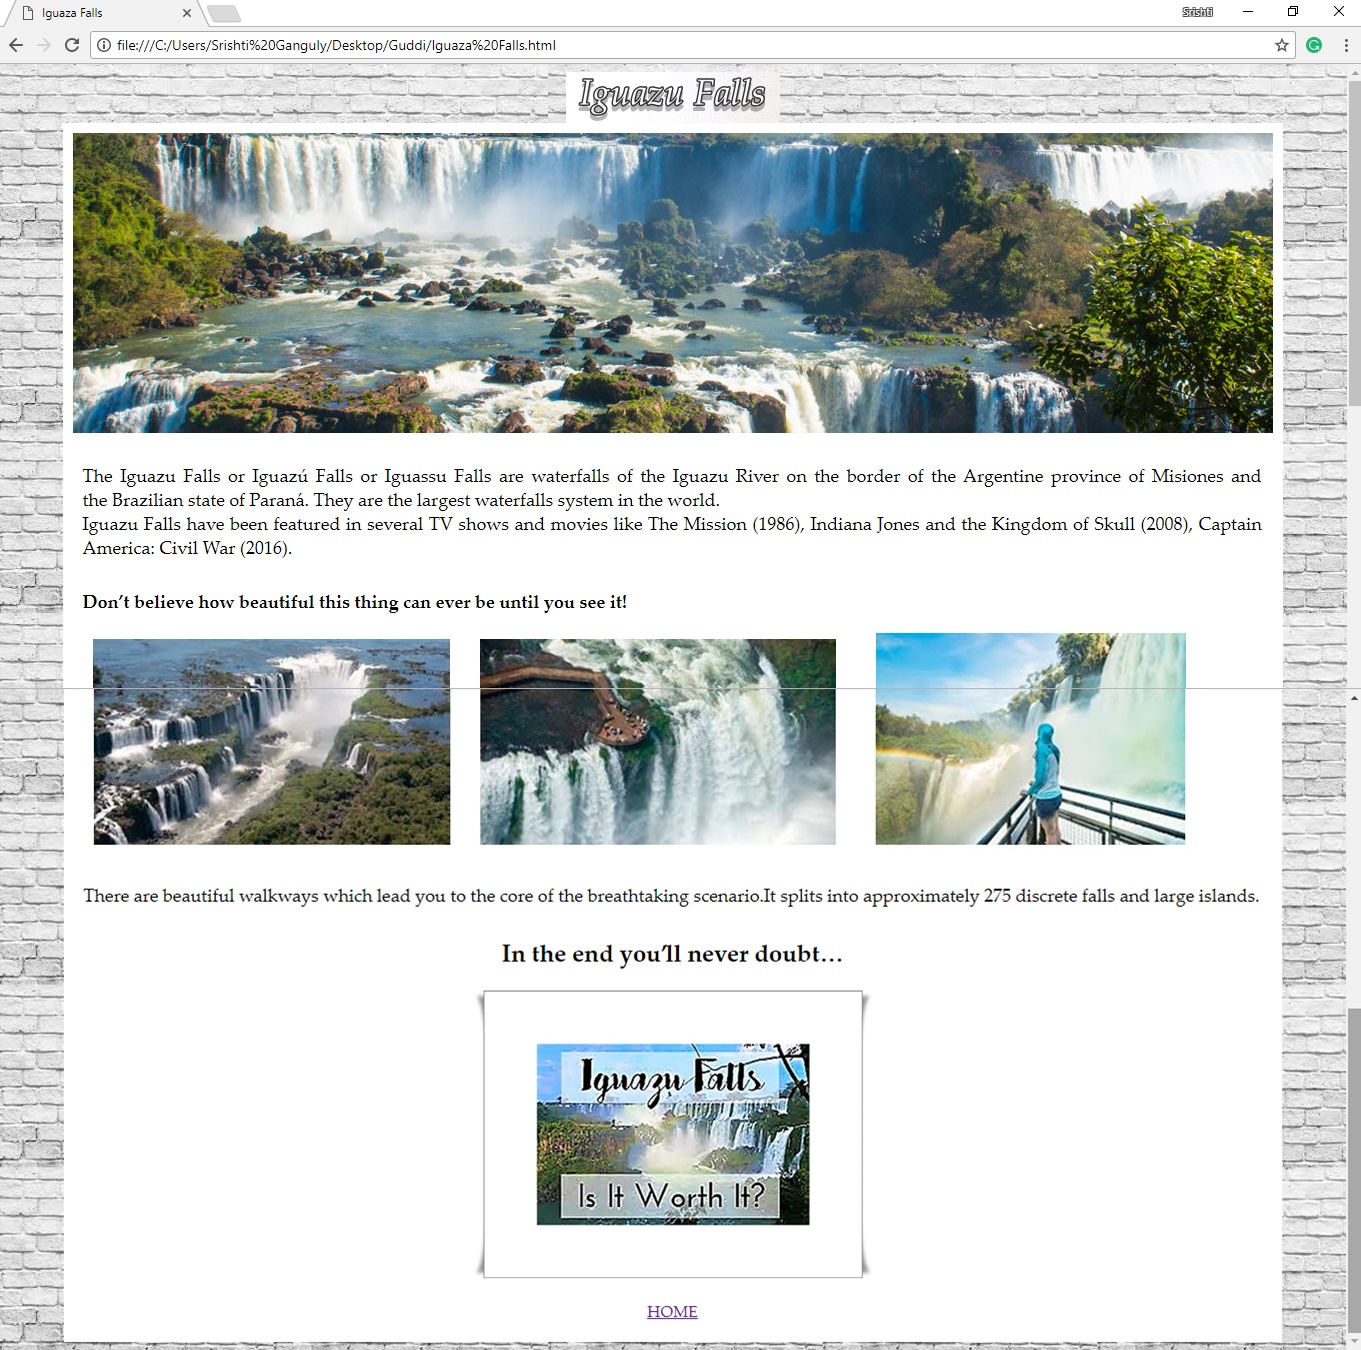 Iguaza Falls
Srishti
file:///C:/Users/Srishti%20Ganguly/Desktop/Guddi/Iguaza%20Falls.html
Iguazu Falls
The Iguazu Falls or Iguazú Falls or Iguassu Falls are waterfalls of the Iguazu River on the border of the Argentine province of Misiones and
the Brazilian state of Paraná. They are the largest waterfalls system in the world.
Iguazu Falls have been featured in several TV shows and movies like The Mission (1986), Indiana Jones and the Kingdom of Skull (2008), Captain
America: Civil War (2016).
Don’t believe how beautiful this thing can ever be until you see it!
There are beautiful walkways which lead you to the core of the breathtaking scenario.It splits into approximately 275 discrete falls and large islands.
In the end you’ll never doubt…
Iguazu Falls
Is It Worth It?
HOME